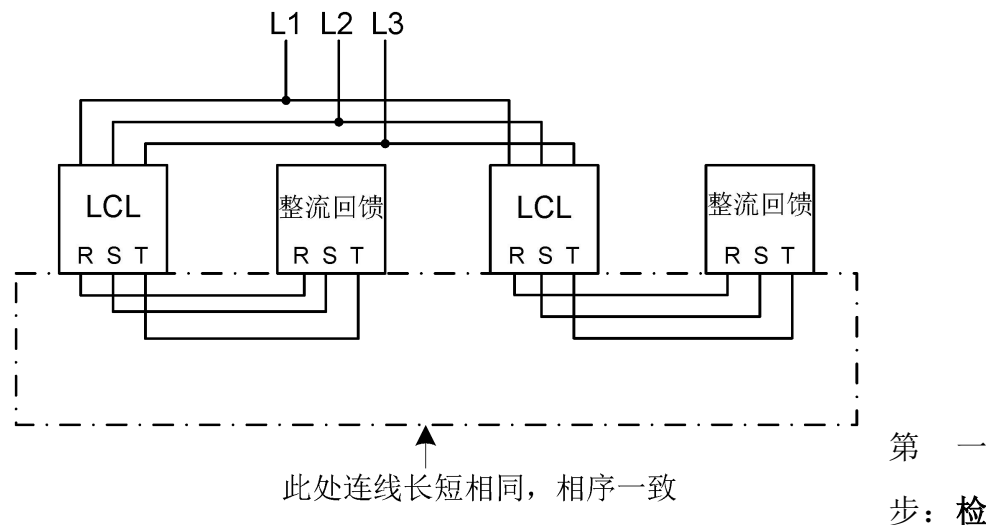 L1 L2 L3
LCL 整流回馈 LCL 整流回馈
R S T R S T R S T R S T
此处连线长短相同，相序一致
第 一
步：检